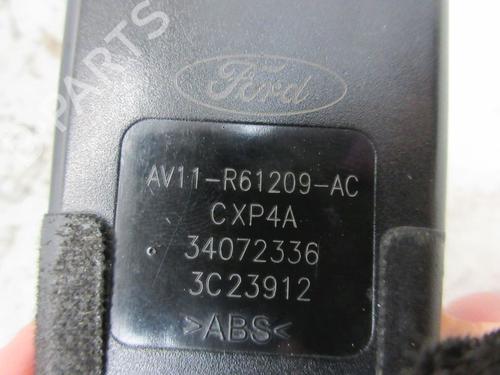 PARTS
Ford
AV11-R61209-AC
CXP4A
34072336
3C23912
>ABS<